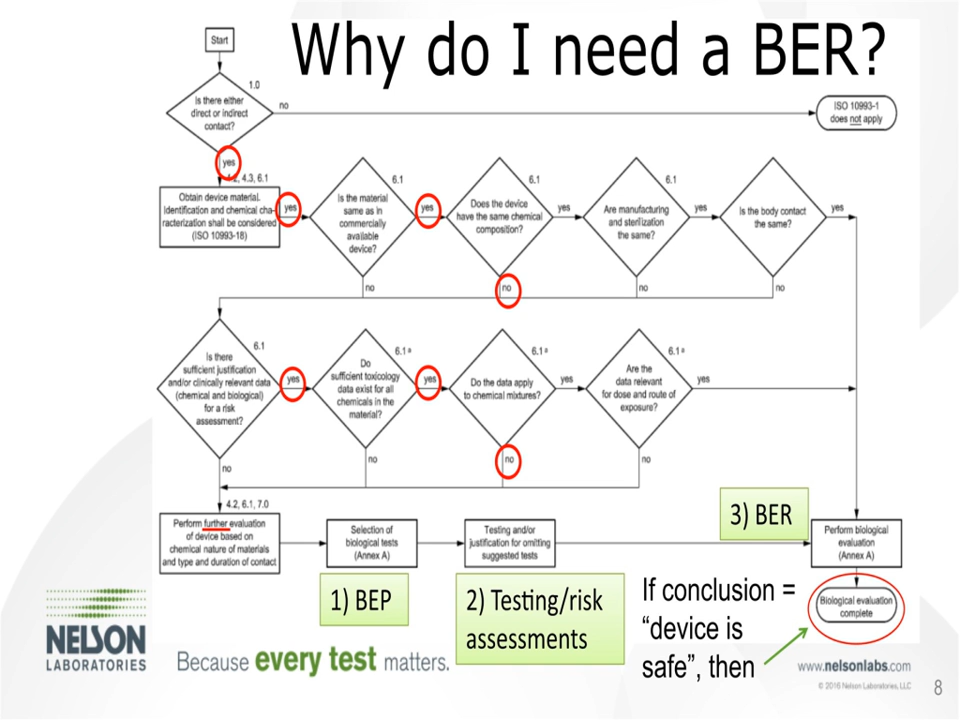 Why do I need a BER?
Start
1.0
Is there either
direct or indirect
contact?
no
ISO 10993-1
does not apply
yes
4.2, 4.3, 6.1
Obtain device material.
Identification and chemical cha-
racterization shall be considered
(ISO 10993-18)
yes
6.1
Is the material
same as in
commercially
available
device?
yes
no
6.1
Does the device
have the same chemical
composition?
yes
no
6.1
Are manufacturing
and sterilization
the same?
yes
no
Is the body contact
the same?
yes
no
6.1
Is there
sufficient justification
and/or clinically relevant data
(chemical and biological)
for a risk
assessment?
yes
no
6.1 a
Do
sufficient toxicology
data exist for all
chemicals in the
material?
yes
no
6.1 a
Do the data apply
to chemical mixtures?
yes
no
6.1 a
Are the
data relevant
for dose and route of
exposure?
yes
no
4.2, 6.1, 7.0
Perform further evaluation
of device based on
chemical nature of materials
and type and duration of contact
Selection of
biological tests
(Annex A)
Testing and/or
justification for omitting
suggested tests
3) BER
Perform biological
evaluation
(Annex A)
1) BEP
2) Testing/risk
assessments
If conclusion =
“device is
safe”, then
Biological evaluation
complete
NELSON
LABORATORIES
Because every test matters.
www.nelsonlabs.com
© 2016 Nelson Laboratories, LLC
8